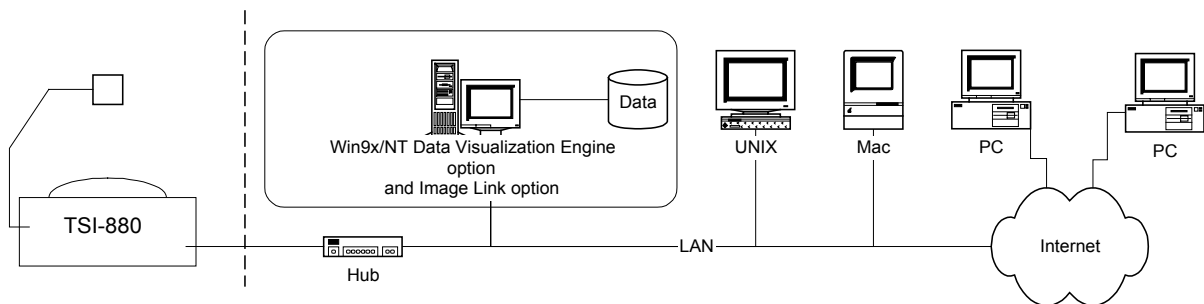 TSI-880
Hub
Win9x/NT Data Visualization Engine
option
and Image Link option
Data
LAN
UNIX
Mac
PC
PC
Internet